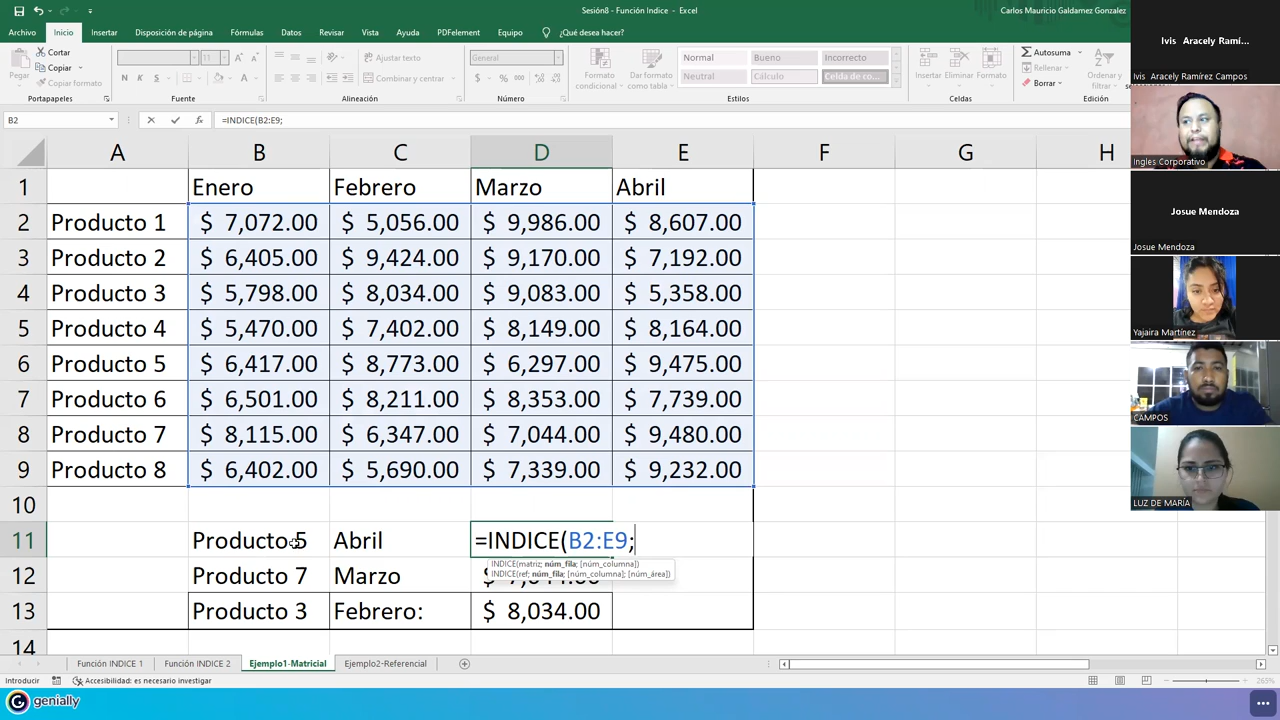 Sesión8 - Función Indice - Excel
Carlos Mauricio Galdamez Gonzalez
Archivo Inicio Insertar Disposición de página Fórmulas Datos Revisar Vista Ayuda PDFelement Equipo ¿Qué desea hacer?
Pegar
Cortar
Copiar
Copiar formato
Portapapeles
11
N K S
Fuente
Ajustar texto
Combinar y centrar
Alineación
General
$ % 000
Número
Formato condicional
Dar formato como tabla
Normal Bueno Incorrecto
Neutral Cálculo Celda de co...
Estilos
Insertar Eliminar Formato
Celdas
Autosuma
Rellenar
Borrar
Ordenar y filtrar
Edición
B2 fx =INDICE(B2:E9;
A B C D E F G H
1 Enero Febrero Marzo Abril
2 Producto 1 $ 7,072.00 $ 5,056.00 $ 9,986.00 $ 8,607.00
3 Producto 2 $ 6,405.00 $ 9,424.00 $ 9,170.00 $ 7,192.00
4 Producto 3 $ 5,798.00 $ 8,034.00 $ 9,083.00 $ 5,358.00
5 Producto 4 $ 5,470.00 $ 7,402.00 $ 8,149.00 $ 8,164.00
6 Producto 5 $ 6,417.00 $ 8,773.00 $ 6,297.00 $ 9,475.00
7 Producto 6 $ 6,501.00 $ 8,211.00 $ 8,353.00 $ 7,739.00
8 Producto 7 $ 8,115.00 $ 6,347.00 $ 7,044.00 $ 9,480.00
9 Producto 8 $ 6,402.00 $ 5,690.00 $ 7,339.00 $ 9,232.00
10
11 Producto 5 Abril =INDICE(B2:E9;
INDICE(matriz; núm_fila; [núm_columna])
INDICE(ref; núm_fila; [núm_columna]; [núm_área])
12 Producto 7 Marzo
13 Producto 3 Febrero: $ 8,034.00
14
Función INDICE 1 Función INDICE 2 Ejemplo1-Matricial Ejemplo2-Referencial
Introducir Accesibilidad: es necesario investigar 265%
genially
Ivis Aracely Ramí...
Ivis Aracely Ramírez Campos
Ingles Corporativo
Josue Mendoza
Josue Mendoza
Yajaira Martínez
CAMPOS
LUZ DE MARÍA